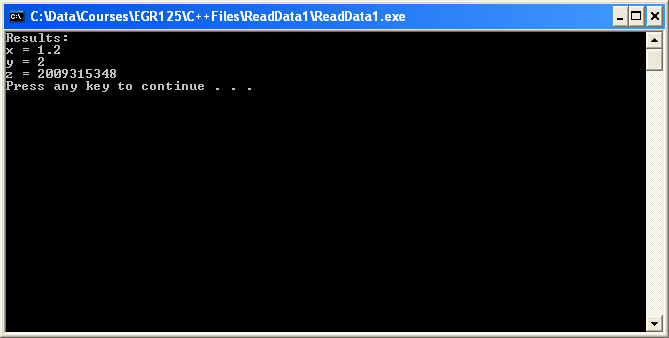 C:\Data\Courses\EGR125\C++Files\ReadData1\ReadData1.exe
Results:
x = 1.2
y = 2
z = 2009315348
Press any key to continue . . .